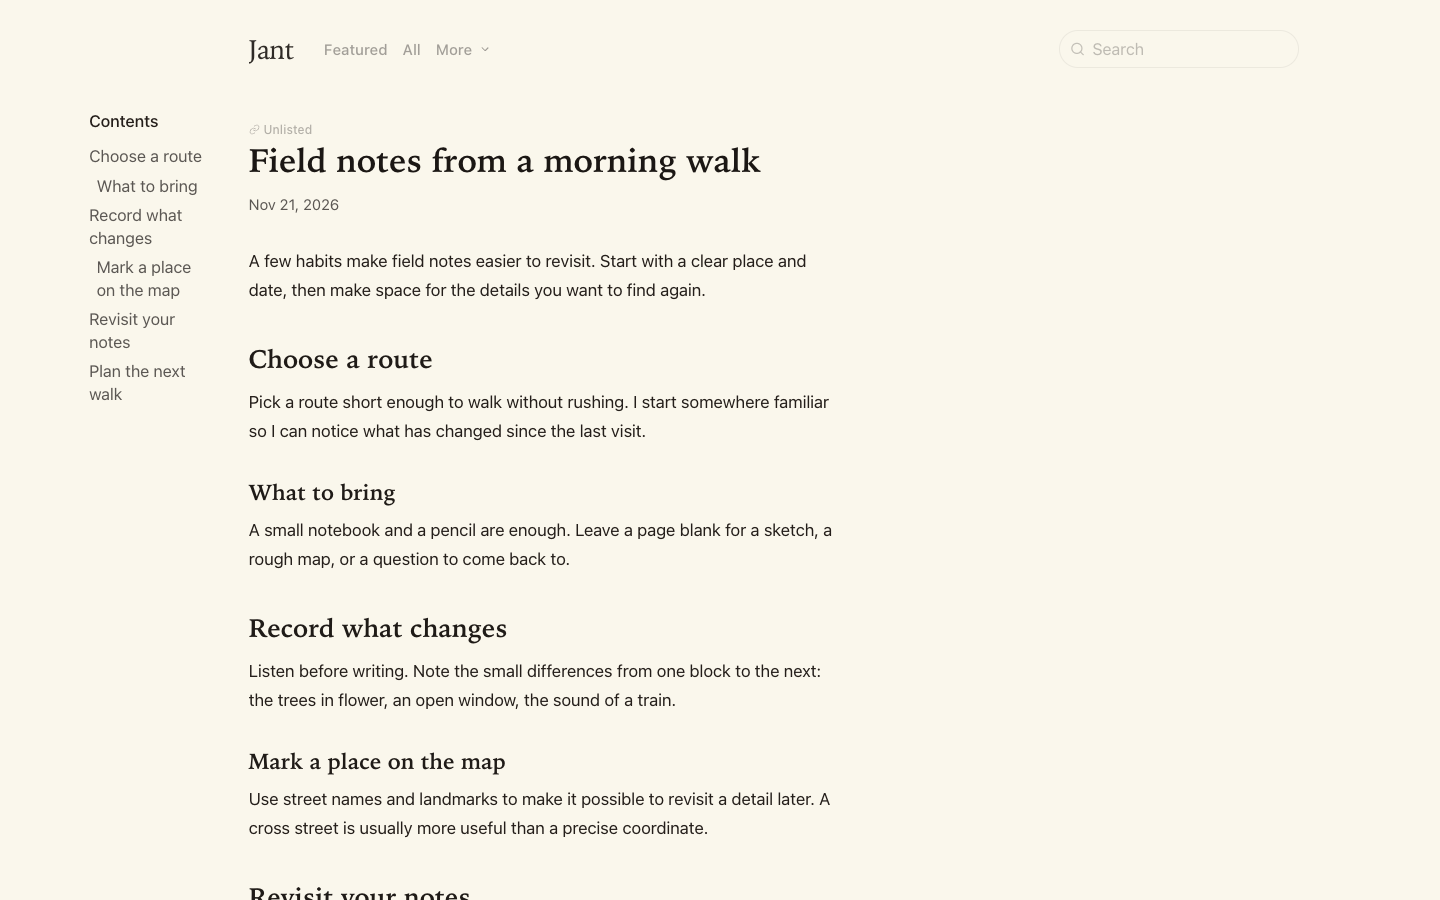 Jant
Featured
All
More
Search
Contents
Choose a route
What to bring
Record what
changes
Mark a place
on the map
Revisit your
notes
Plan the next
walk
Unlisted
Field notes from a morning walk
Nov 21, 2026
A few habits make field notes easier to revisit. Start with a clear place and
date, then make space for the details you want to find again.
Choose a route
Pick a route short enough to walk without rushing. I start somewhere familiar
so I can notice what has changed since the last visit.
What to bring
A small notebook and a pencil are enough. Leave a page blank for a sketch, a
rough map, or a question to come back to.
Record what changes
Listen before writing. Note the small differences from one block to the next:
the trees in flower, an open window, the sound of a train.
Mark a place on the map
Use street names and landmarks to make it possible to revisit a detail later. A
cross street is usually more useful than a precise coordinate.
Revisit your notes